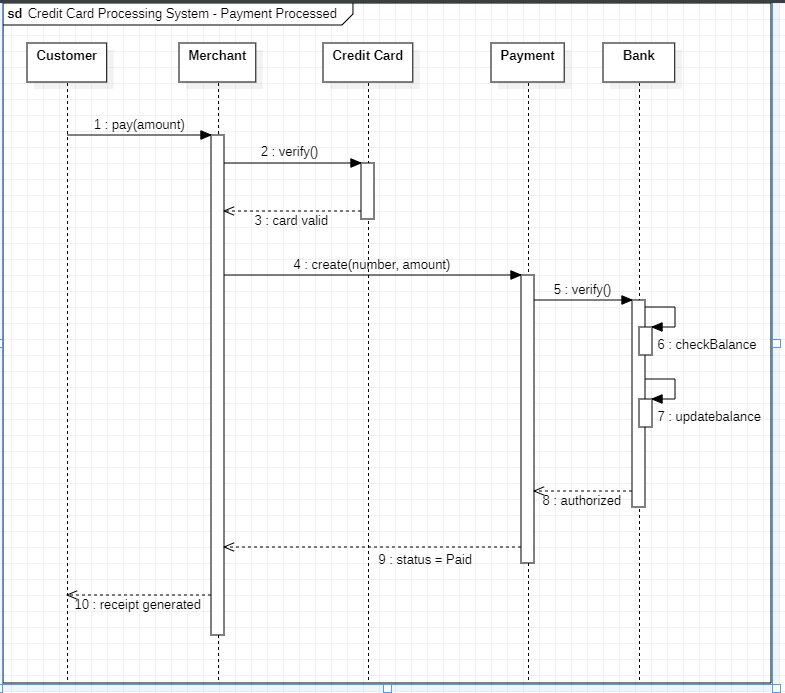 sd Credit Card Processing System - Payment Processed
Customer
Merchant
Credit Card
Payment
Bank
1 : pay(amount)
2 : verify()
3 : card valid
4 : create(number, amount)
5 : verify()
6 : checkBalance
7 : updatebalance
8 : authorized
9 : status = Paid
10 : receipt generated